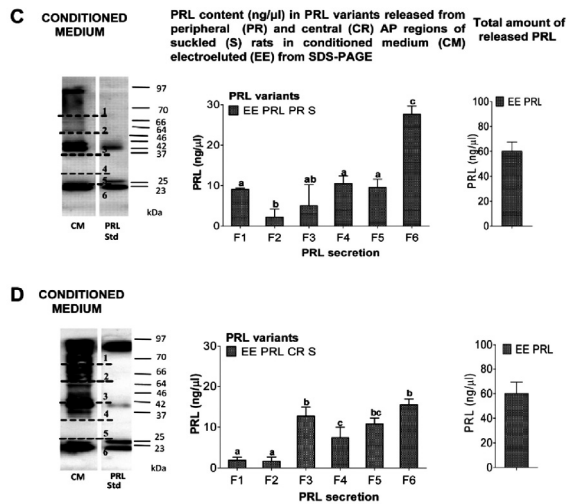 C CONDITIONED MEDIUM
PRL content (ng/µl) in PRL variants released from
peripheral (PR) and central (CR) AP regions of
suckled (S) rats in conditioned medium (CM)
electroeluted (EE) from SDS-PAGE
Total amount of
released PRL
97
70
66
64
46
42
37
25
23
kDa
1
2
3
4
5
6
CM
PRL
Std
PRL variants
EE PRL PR S
PRL (ng/µl)
30
20
10
0
a
b
ab
a
a
c
F1 F2 F3 F4 F5 F6
PRL secretion
EE PRL
PRL (ng/µl)
100
80
60
40
20
0
D CONDITIONED
MEDIUM
97
70
66
64
46
42
37
25
23
kDa
1
2
3
4
5
6
CM
PRL
Std
PRL variants
EE PRL CR S
PRL (ng/µl)
30
20
10
0
a
a
b
c
bc
b
F1 F2 F3 F4 F5 F6
PRL secretion
EE PRL
PRL (ng/µl)
100
80
60
40
20
0